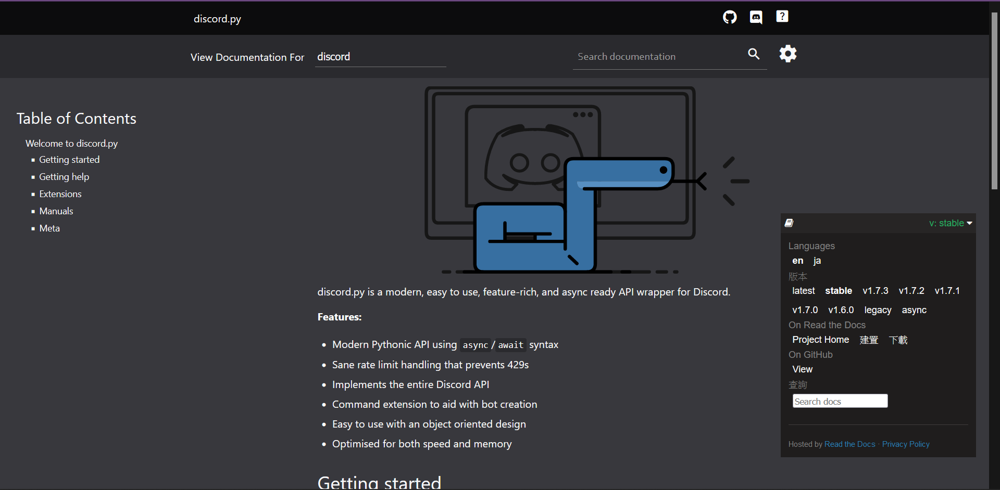 discord.py
View Documentation For discord
Search documentation
Table of Contents
Welcome to discord.py
Getting started
Getting help
Extensions
Manuals
Meta
discord.py is a modern, easy to use, feature-rich, and async ready API wrapper for Discord.
Features:
Modern Pythonic API using async/await syntax
Sane rate limit handling that prevents 429s
Implements the entire Discord API
Command extension to aid with bot creation
Easy to use with an object oriented design
Optimised for both speed and memory
Getting started
v: stable
Languages
en ja
版本
latest stable v1.7.3 v1.7.2 v1.7.1
v1.7.0 v1.6.0 legacy async
On Read the Docs
Project Home 建置 下載
On GitHub
View
查詢
Search docs
Hosted by Read the Docs · Privacy Policy